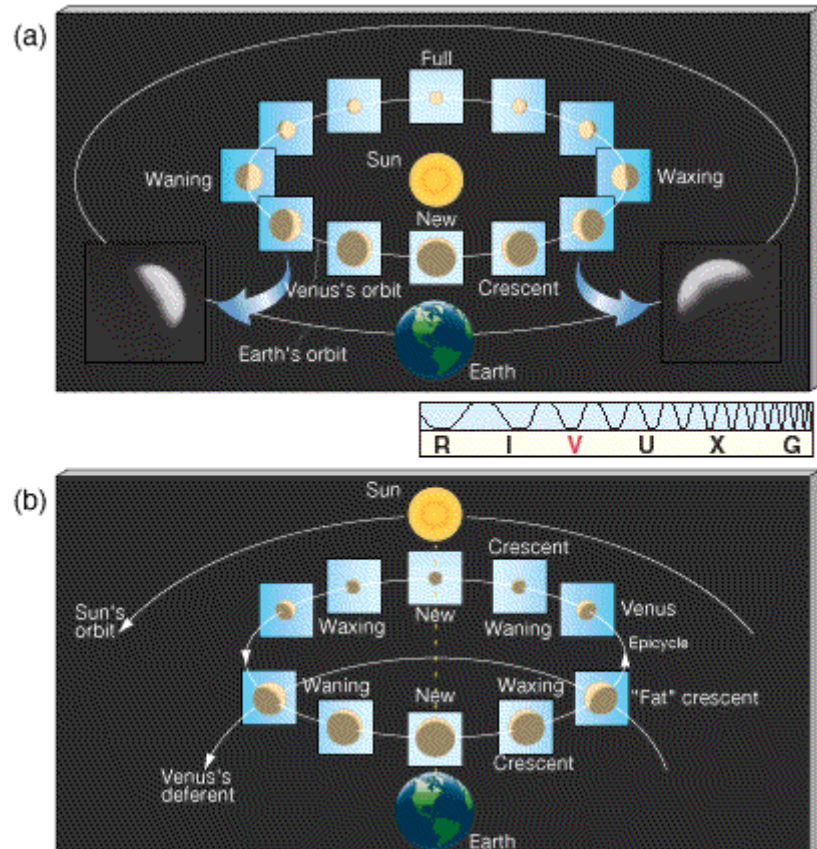 (a)
Full
Sun
Waning
Waxing
New
Venus's orbit
Crescent
Earth's orbit
Earth
R I V U X G
(b)
Sun
Crescent
Sun's
orbit
New
Venus
Waxing
Waning
Epicycle
Waning
New
Waxing
"Fat" crescent
Crescent
Venus's
deferent
Earth